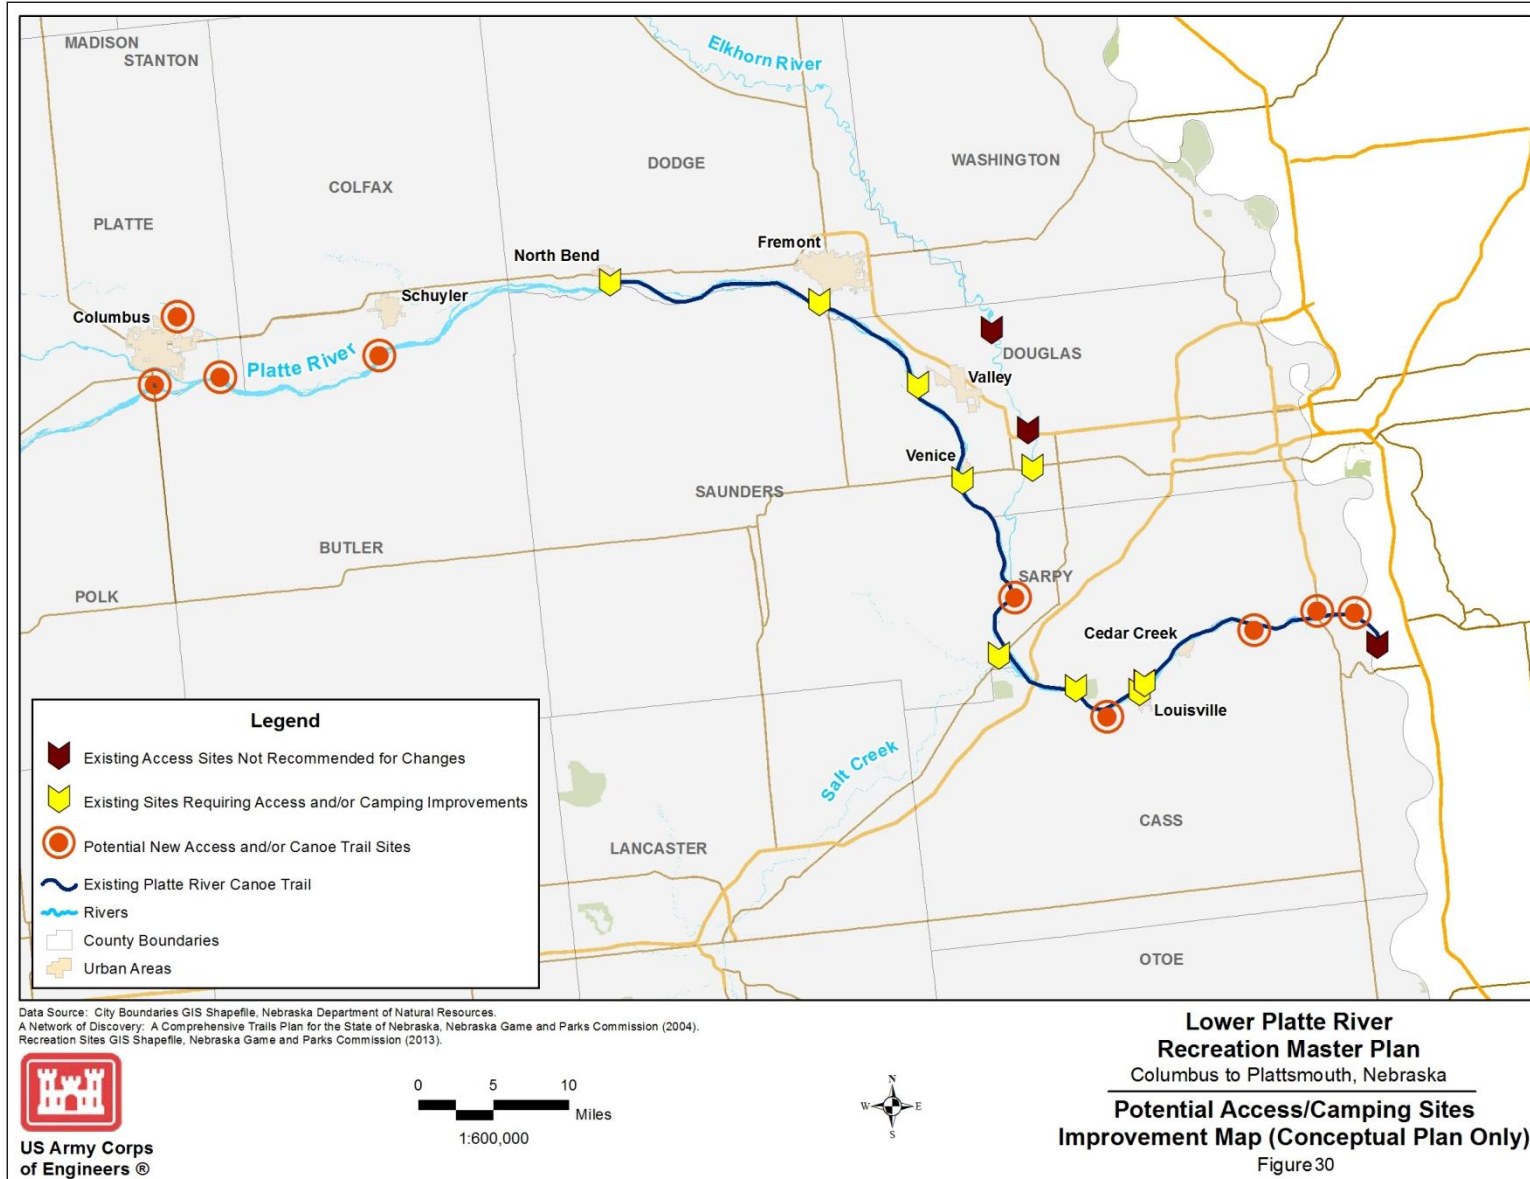 MADISON
STANTON
Elkhorn River
DODGE
WASHINGTON
COLFAX
PLATTE
North Bend
Fremont
Schuyler
Columbus
Platte River
DOUGLAS
Valley
Venice
SAUNDERS
BUTLER
POLK
SARPY
Cedar Creek
Louisville
Salt Creek
CASS
LANCASTER
OTOE
Legend
Existing Access Sites Not Recommended for Changes
Existing Sites Requiring Access and/or Camping Improvements
Potential New Access and/or Canoe Trail Sites
Existing Platte River Canoe Trail
Rivers
County Boundaries
Urban Areas
Data Source: City Boundaries GIS Shapefile, Nebraska Department of Natural Resources.
A Network of Discovery: A Comprehensive Trails Plan for the State of Nebraska, Nebraska Game and Parks Commission (2004).
Recreation Sites GIS Shapefile, Nebraska Game and Parks Commission (2013).
US Army Corps
of Engineers ®
0 5 10
Miles
1:600,000
N
W E
S
Lower Platte River
Recreation Master Plan
Columbus to Plattsmouth, Nebraska
Potential Access/Camping Sites
Improvement Map (Conceptual Plan Only)
Figure 30